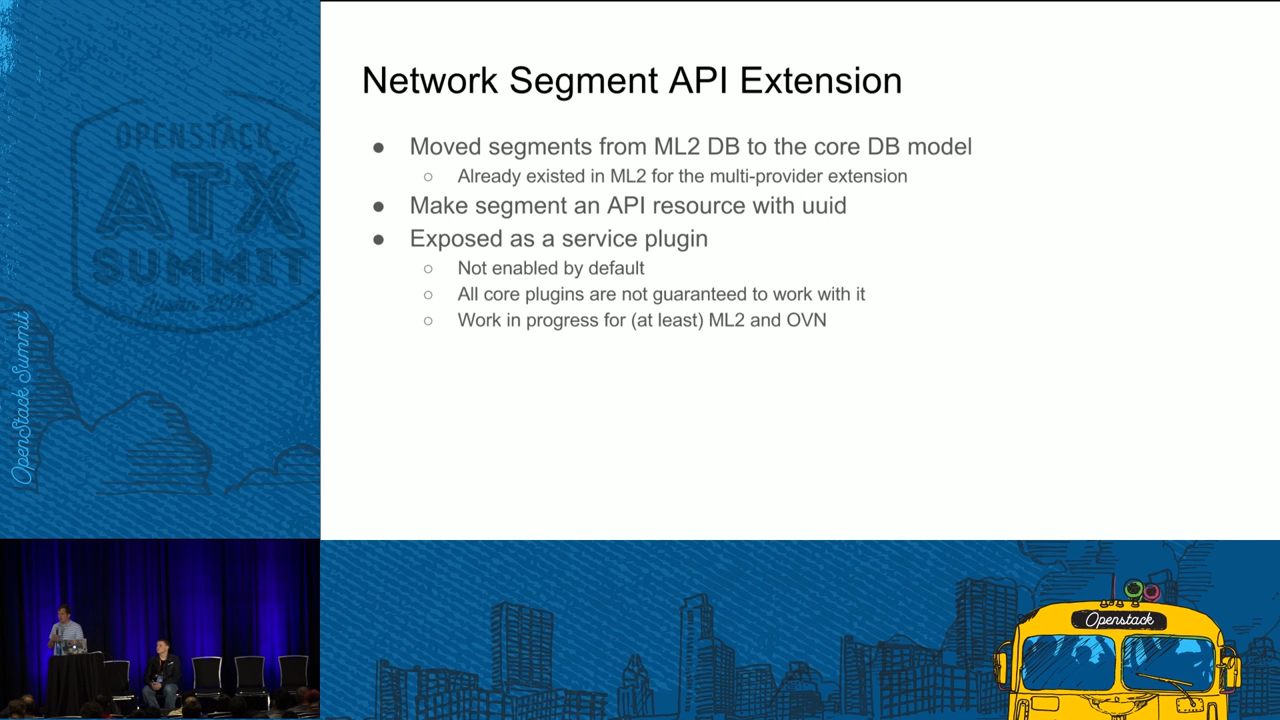 Network Segment API Extension
● Moved segments from ML2 DB to the core DB model
○ Already existed in ML2 for the multi-provider extension
● Make segment an API resource with uuid
● Exposed as a service plugin
○ Not enabled by default
○ All core plugins are not guaranteed to work with it
○ Work in progress for (at least) ML2 and OVN
OPENSTACK
ATX
SUMMIT
Austin 2016
OpenStack Summit
Openstack